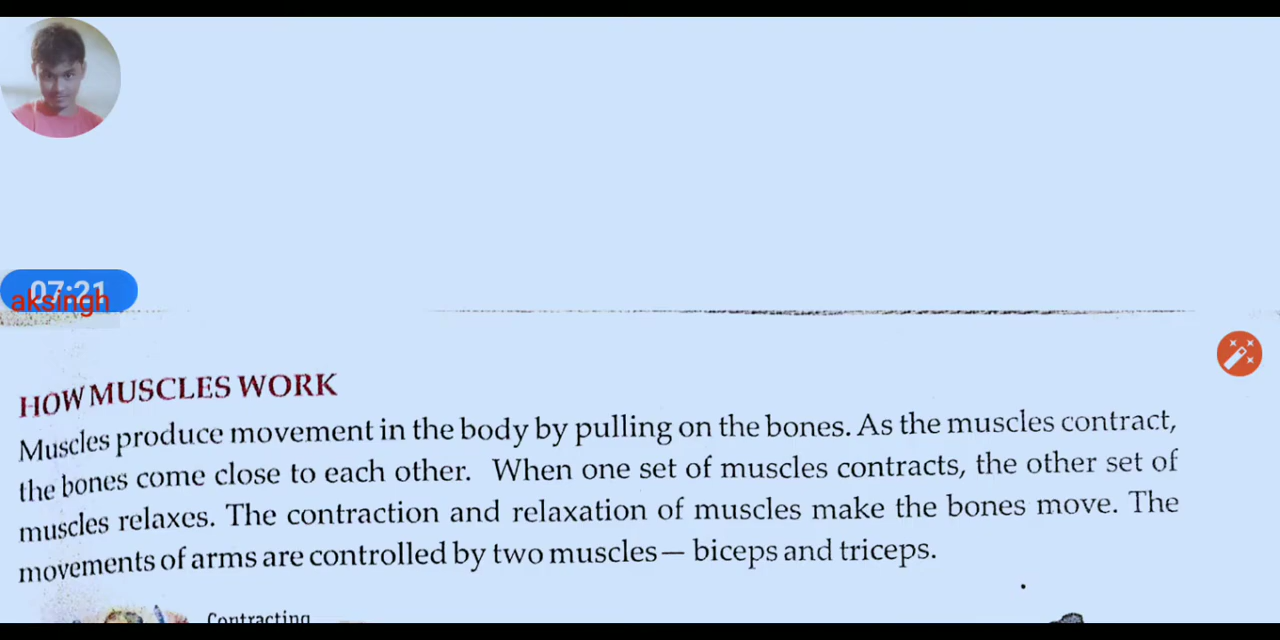 07:21
aksingh
HOW MUSCLES WORK
Muscles produce movement in the body by pulling on the bones. As the muscles contract,
the bones come close to each other. When one set of muscles contracts, the other set of
muscles relaxes. The contraction and relaxation of muscles make the bones move. The
movements of arms are controlled by two muscles— biceps and triceps.
Contracting